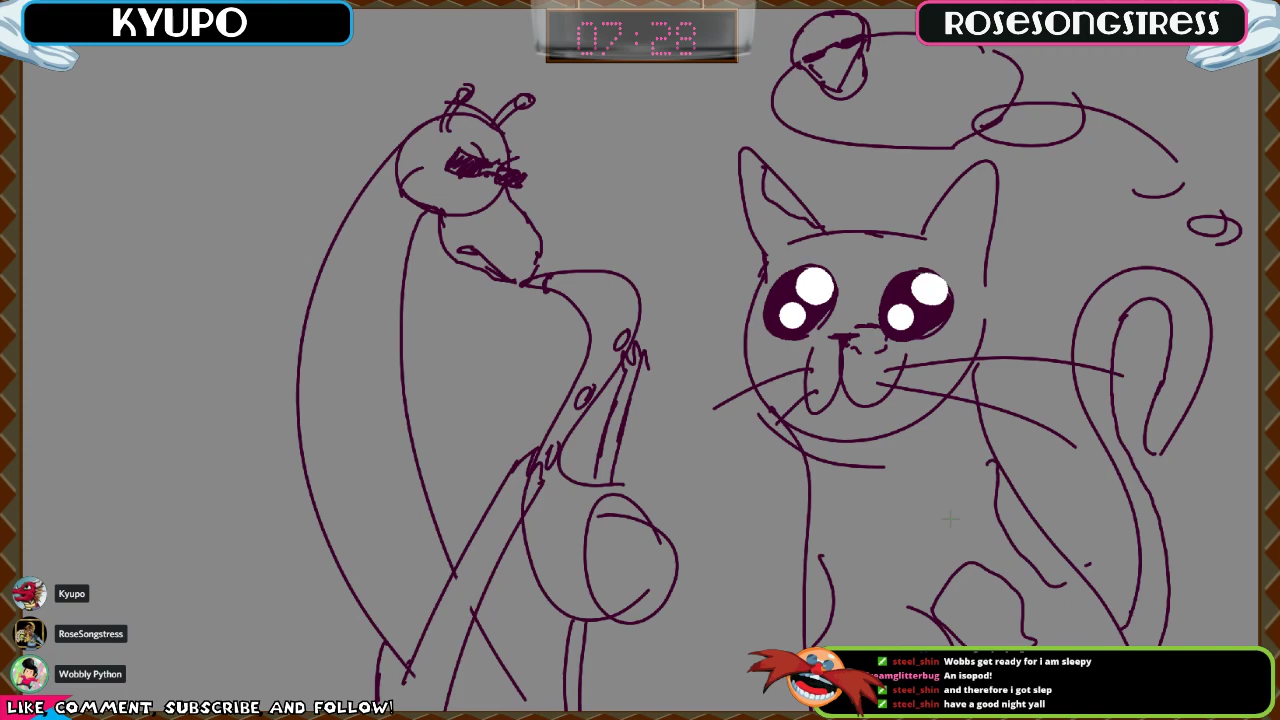 KYUPO
07:28
ROSESONGSTRESS
Kyupo
RoseSongstress
Wobbly Python
steel_shin Wobbs get ready for i am sleepy
eamglitterbug An isopod!
steel_shin and therefore i got slep
steel_shin have a good night yall
LIKE COMMENT, SUBSCRIBE AND FOLLOW!